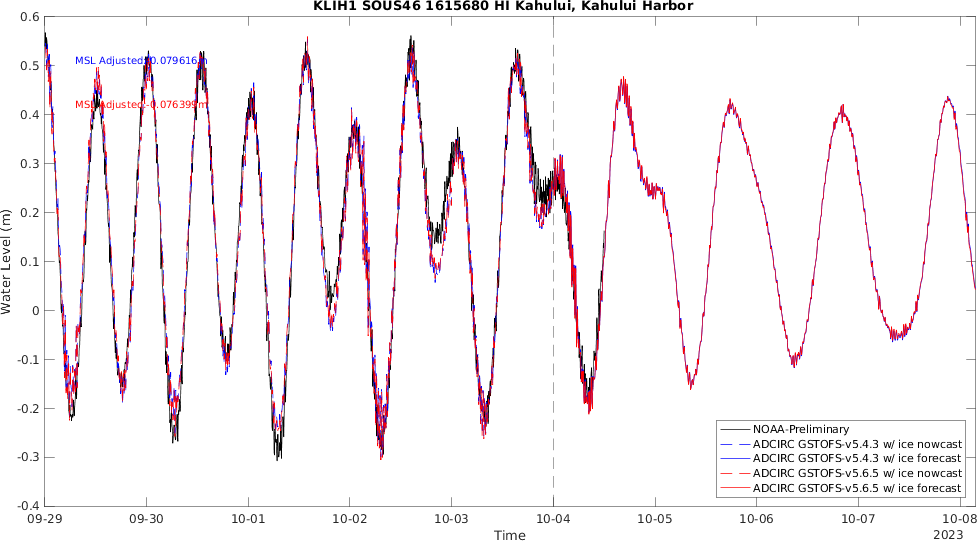 KLIH1 SOUS46 1615680 HI Kahului, Kahului Harbor
0.6
0.5
0.4
0.3
0.2
0.1
0
-0.1
-0.2
-0.3
-0.4
Water Level (m)
MSL Adjusted:-0.079616m
MSL Adjusted:-0.076399m
NOAA-Preliminary
ADCIRC GSTOFS-v5.4.3 w/ ice nowcast
ADCIRC GSTOFS-v5.4.3 w/ ice forecast
ADCIRC GSTOFS-v5.6.5 w/ ice nowcast
ADCIRC GSTOFS-v5.6.5 w/ ice forecast
09-29 09-30 10-01 10-02 10-03 10-04 10-05 10-06 10-07 10-08
Time
2023